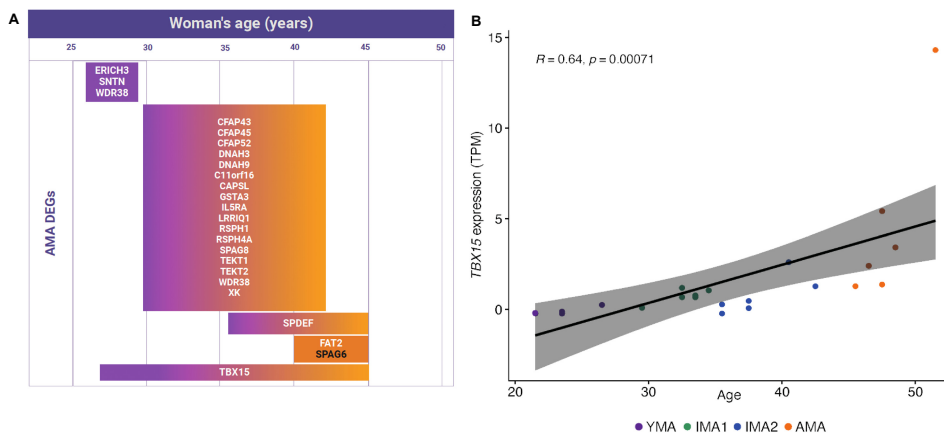 A
Woman's age (years)
25 30 35 40 45 50
AMA DEGs
ERICH3
SNTN
WDR38
CFAP43
CFAP45
CFAP52
DNAH3
DNAH9
C11orf16
CAPSL
GSTA3
IL5RA
LRRIQ1
RSPH1
RSPH4A
SPAG8
TEKT1
TEKT2
WDR38
XK
SPDEF
FAT2
SPAG6
TBX15
B
R = 0.64, p = 0.00071
TBX15 expression (TPM)
15
10
5
0
20 30 40 50
Age
YMA IMA1 IMA2 AMA